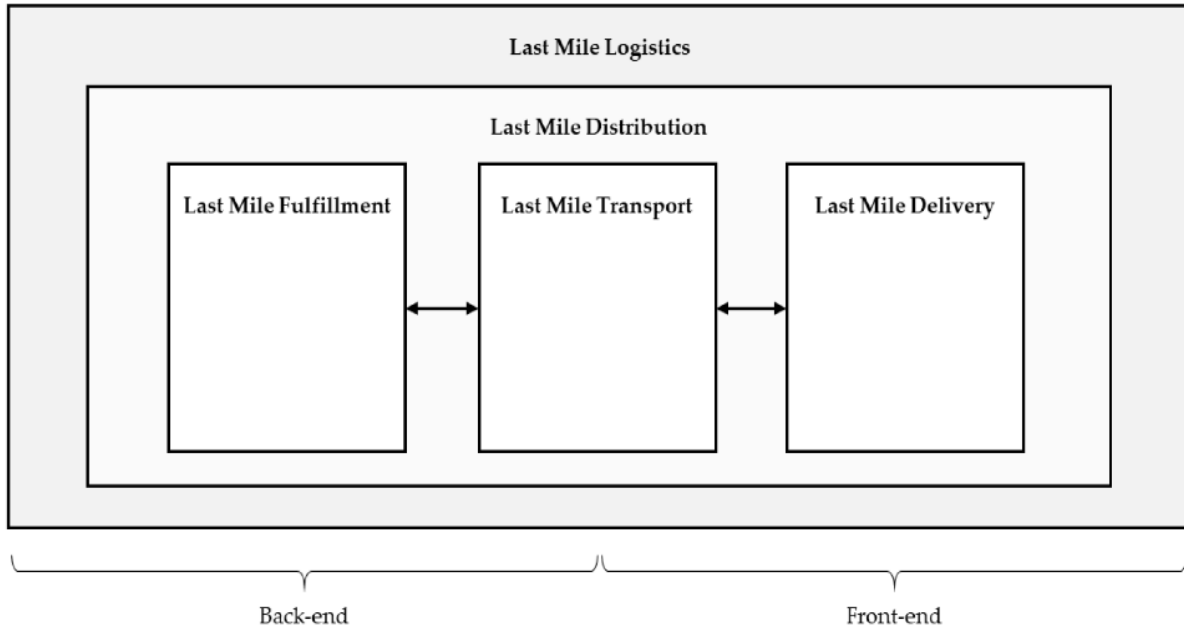 Last Mile Logistics
Last Mile Distribution
Last Mile Fulfillment
Last Mile Transport
Last Mile Delivery
Back-end
Front-end